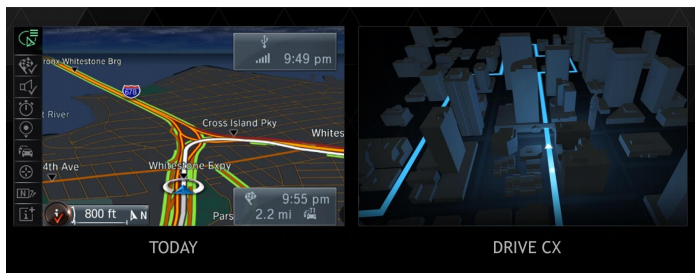 9:49 pm
ronx-Whitestone Brg
678
t River
Cross Island Pky
Whites
4th Ave
Whitestone Expy
9:55 pm
2.2 mi
800 ft
N
Pars
TODAY
DRIVE CX